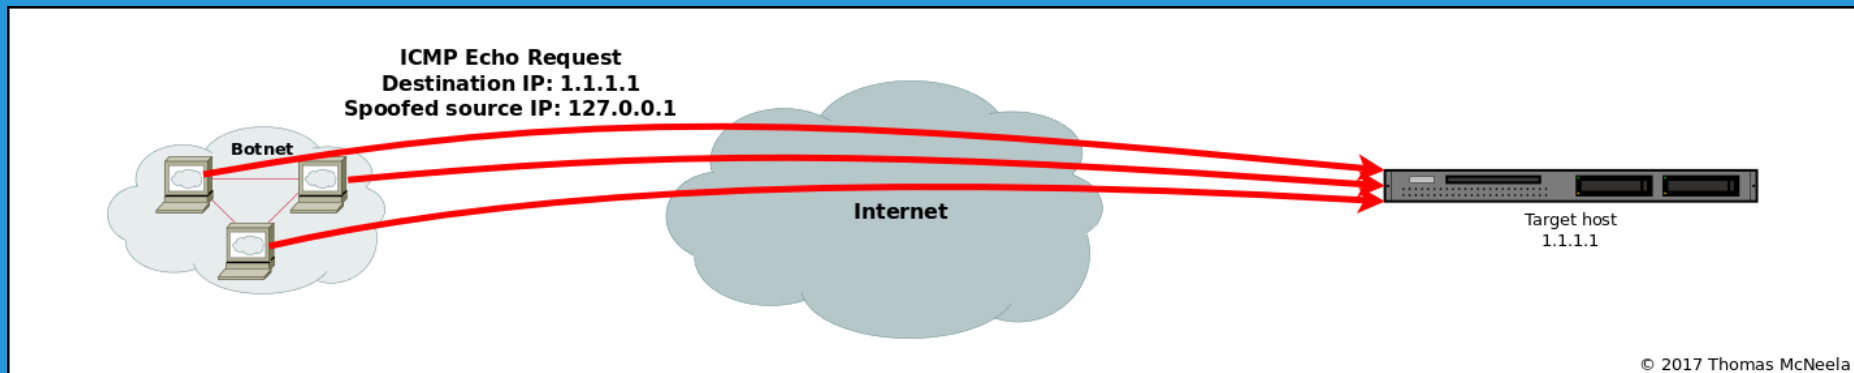 ICMP Echo Request
Destination IP: 1.1.1.1
Spoofed source IP: 127.0.0.1
Botnet
Internet
Target host
1.1.1.1
© 2017 Thomas McNeela